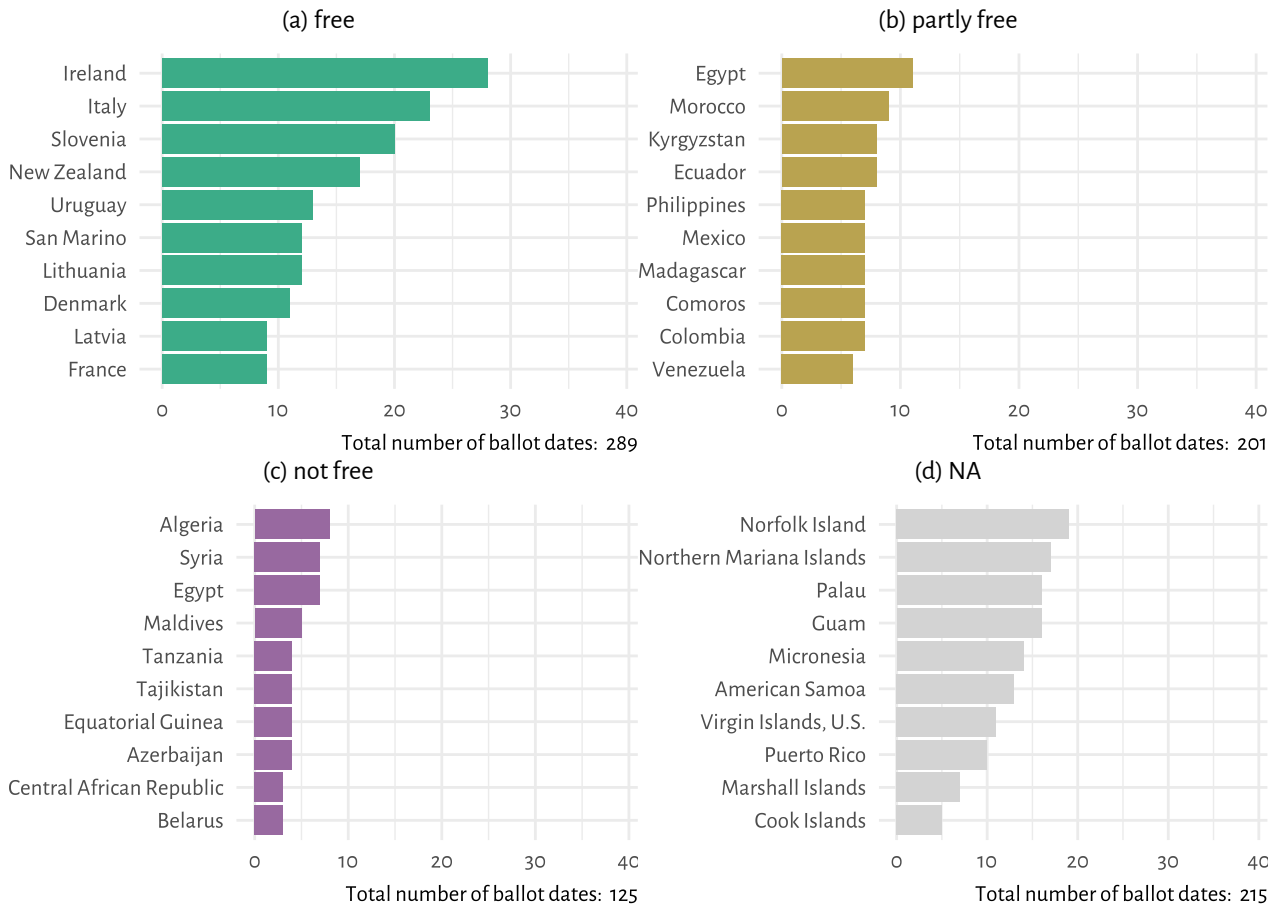 (a) free
Ireland
Italy
Slovenia
New Zealand
Uruguay
San Marino
Lithuania
Denmark
Latvia
France
0 10 20 30 40
Total number of ballot dates: 289
(b) partly free
Egypt
Morocco
Kyrgyzstan
Ecuador
Philippines
Mexico
Madagascar
Comoros
Colombia
Venezuela
0 10 20 30 40
Total number of ballot dates: 201
(c) not free
Algeria
Syria
Egypt
Maldives
Tanzania
Tajikistan
Equatorial Guinea
Azerbaijan
Central African Republic
Belarus
0 10 20 30 40
Total number of ballot dates: 125
(d) NA
Norfolk Island
Northern Mariana Islands
Palau
Guam
Micronesia
American Samoa
Virgin Islands, U.S.
Puerto Rico
Marshall Islands
Cook Islands
0 10 20 30 40
Total number of ballot dates: 215